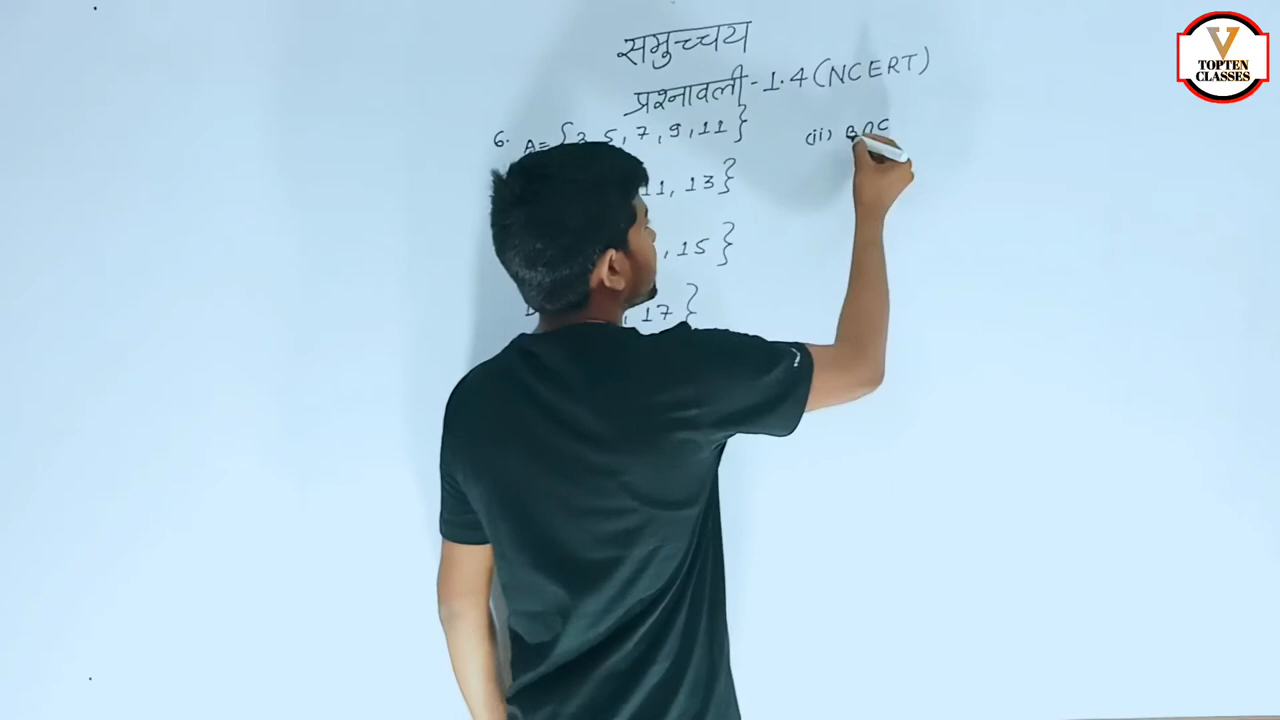 समुच्चय
प्रश्नावली - 1.4 (NCERT)
6. A = { 3, 5, 7, 9, 11 }
(ii) B∩C
11, 13 }
, 15 }
, 17 }
V
TOPTEN
CLASSES